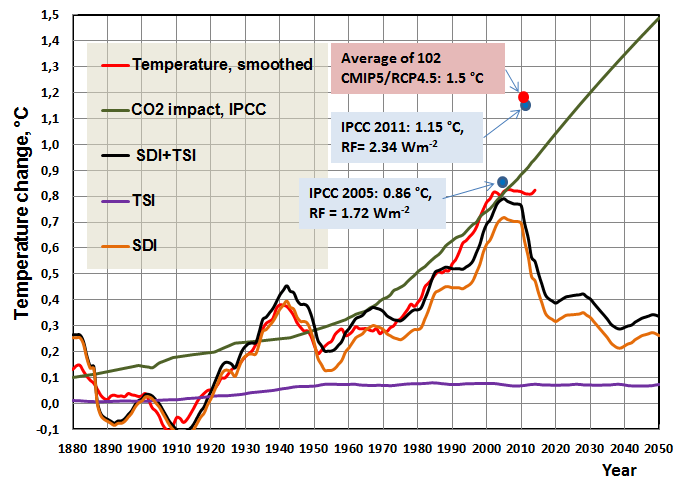 1,5
1,4
1,3
1,2
1,1
1,0
0,9
0,8
0,7
0,6
0,5
0,4
0,3
0,2
0,1
0,0
-0,1
Temperature change, °C
Temperature, smoothed
CO2 impact, IPCC
SDI+TSI
TSI
SDI
Average of 102
CMIP5/RCP4.5: 1.5 °C
IPCC 2011: 1.15 °C,
RF= 2.34 Wm-2
IPCC 2005: 0.86 °C,
RF = 1.72 Wm-2
1880 1890 1900 1910 1920 1930 1940 1950 1960 1970 1980 1990 2000 2010 2020 2030 2040 2050
Year